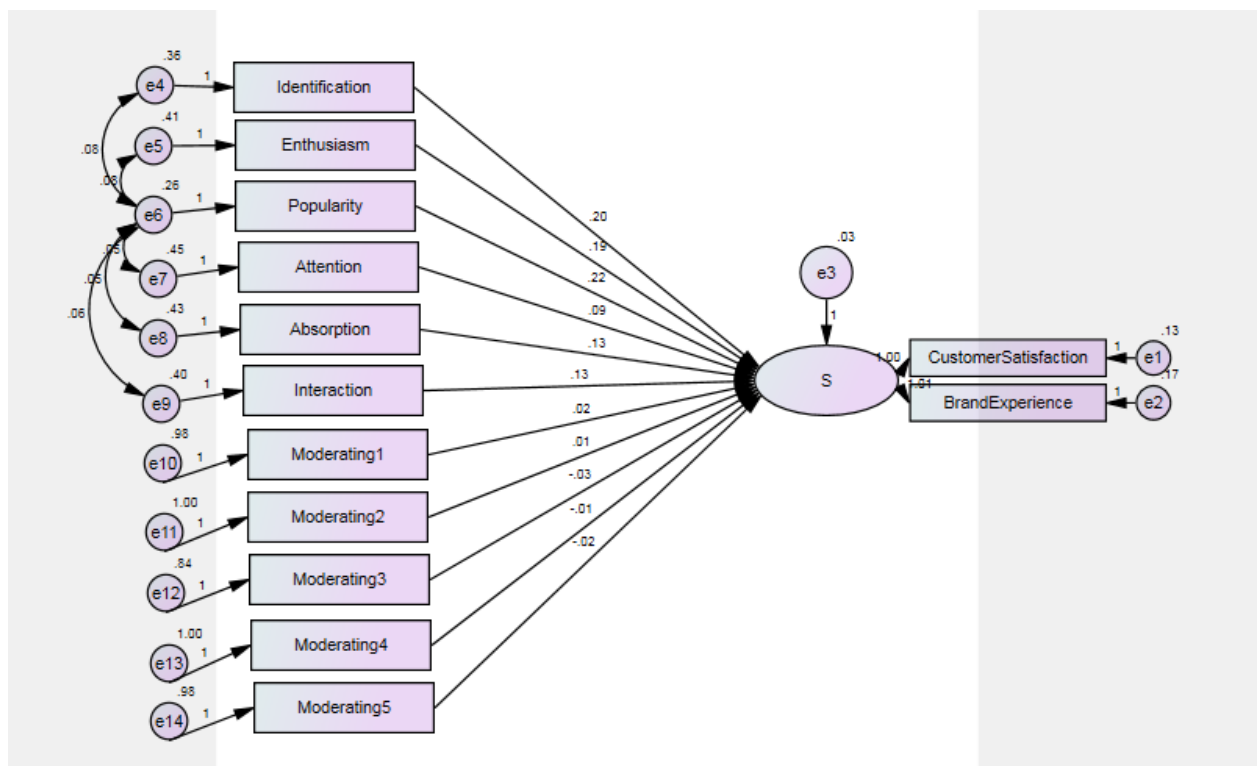 .36
e4
1
Identification
.41
e5
1
Enthusiasm
.08
.08
.26
e6
1
Popularity
.45
e7
1
Attention
.05
.05
.43
e8
1
Absorption
.06
.40
e9
1
Interaction
.98
e10
1
Moderating1
1.00
e11
1
Moderating2
.84
e12
1
Moderating3
1.00
e13
1
Moderating4
.98
e14
1
Moderating5
.20
.19
.22
.09
.13
.13
.02
.01
-.03
-.01
-.02
.03
e3
1
S
1.00
1.01
CustomerSatisfaction
1
.13
e1
BrandExperience
1
.17
e2